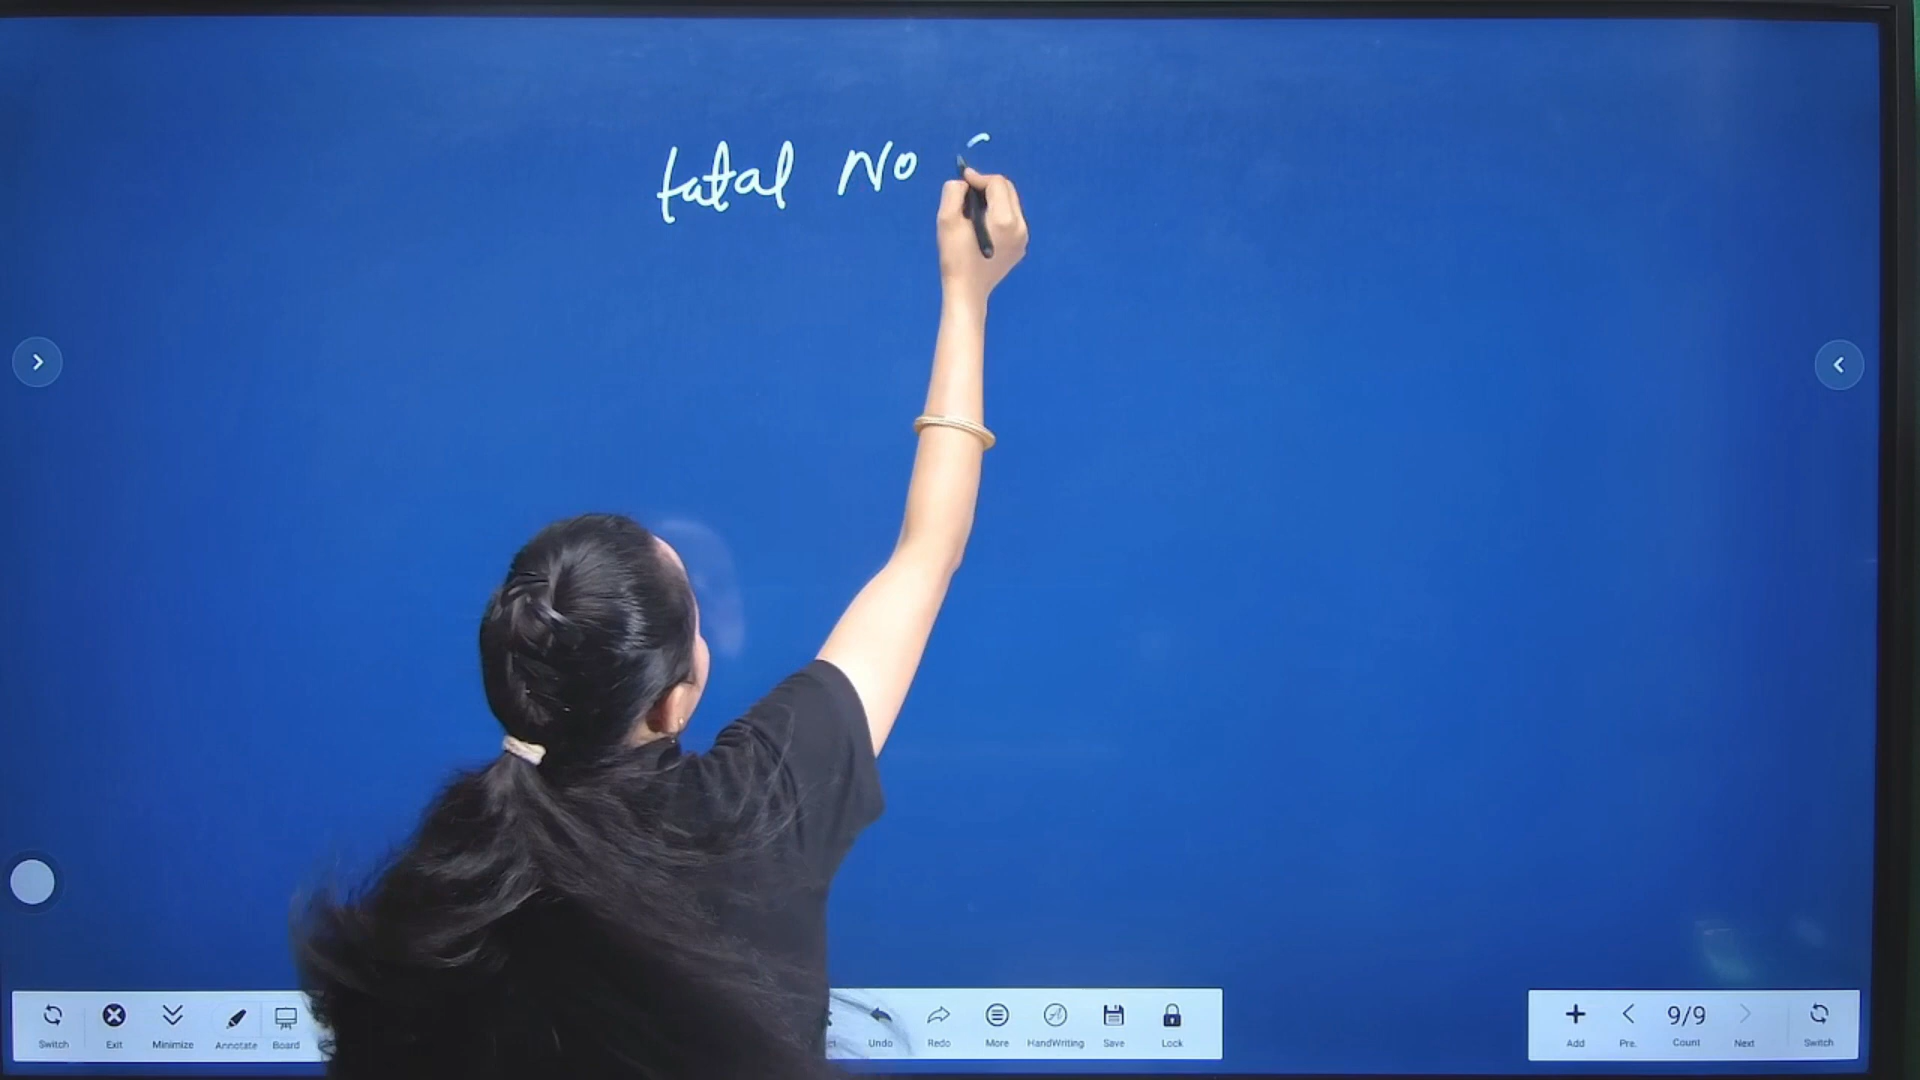 total No
Switch Exit Minimize Annotate Board Undo Redo More HandWriting Save Lock
9/9
Add Pre. Count Next Switch